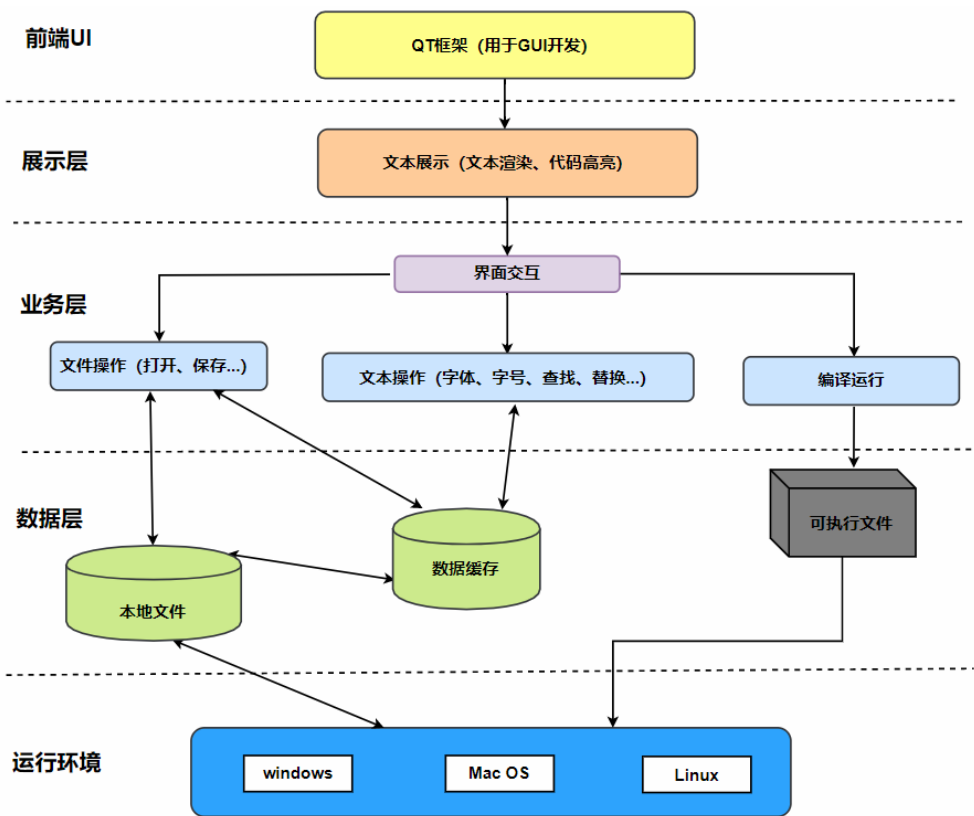 前端UI
QT框架（用于GUI开发）
展示层
文本展示（文本渲染、代码高亮）
界面交互
业务层
文件操作（打开、保存...）
文本操作（字体、字号、查找、替换...）
编译运行
数据层
可执行文件
数据缓存
本地文件
运行环境
windows
Mac OS
Linux